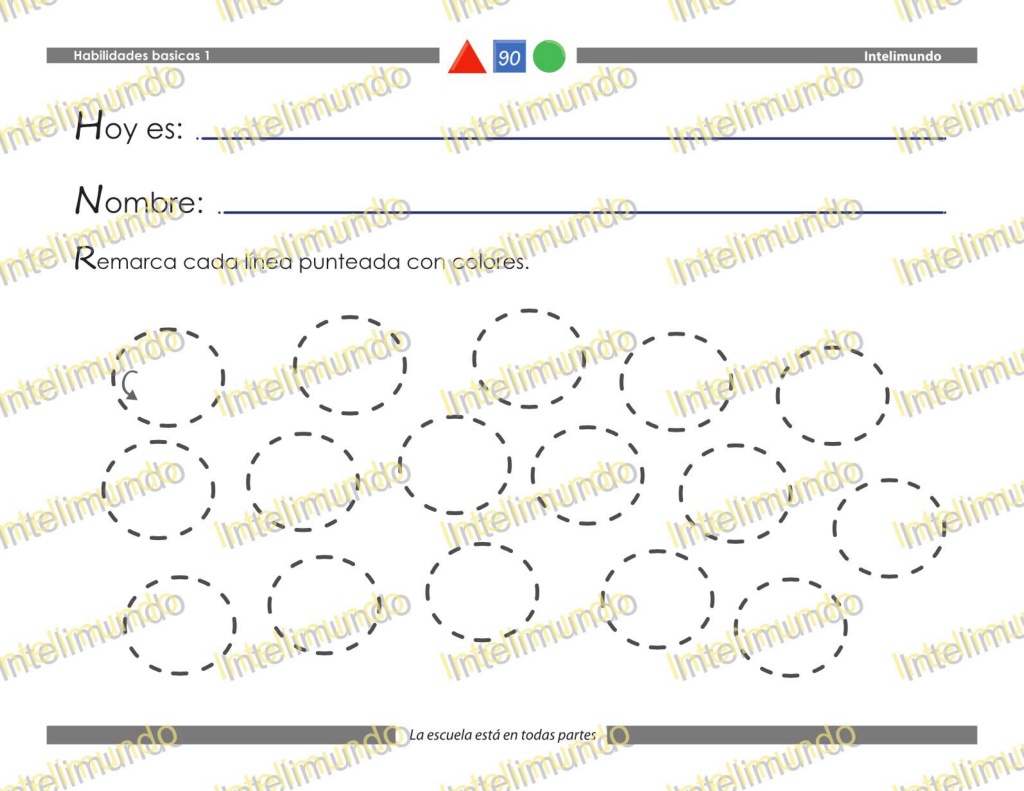 Habilidades basicas 1
90
Intelimundo
Hoy es:
Nombre:
Remarca cada línea punteada con colores.
La escuela está en todas partes